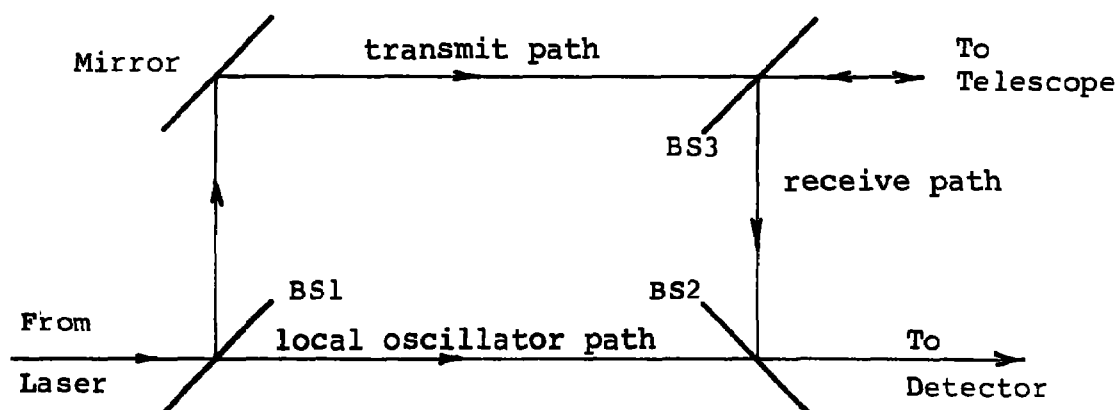 Mirror
transmit path
To
Telescope
BS3
receive path
BS1
BS2
From
Laser
local oscillator path
To
Detector